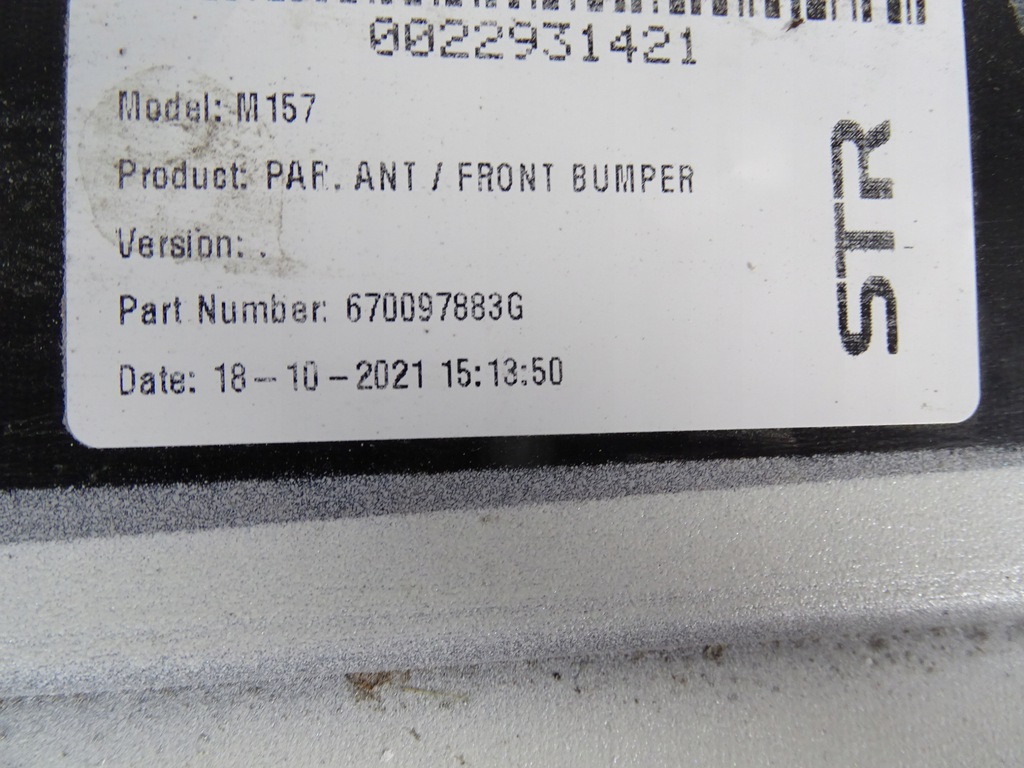 0022931421
Model: M157
Product: PAR. ANT / FRONT BUMPER
Version: .
Part Number: 670097883G
Date: 18-10-2021 15:13:50
STR